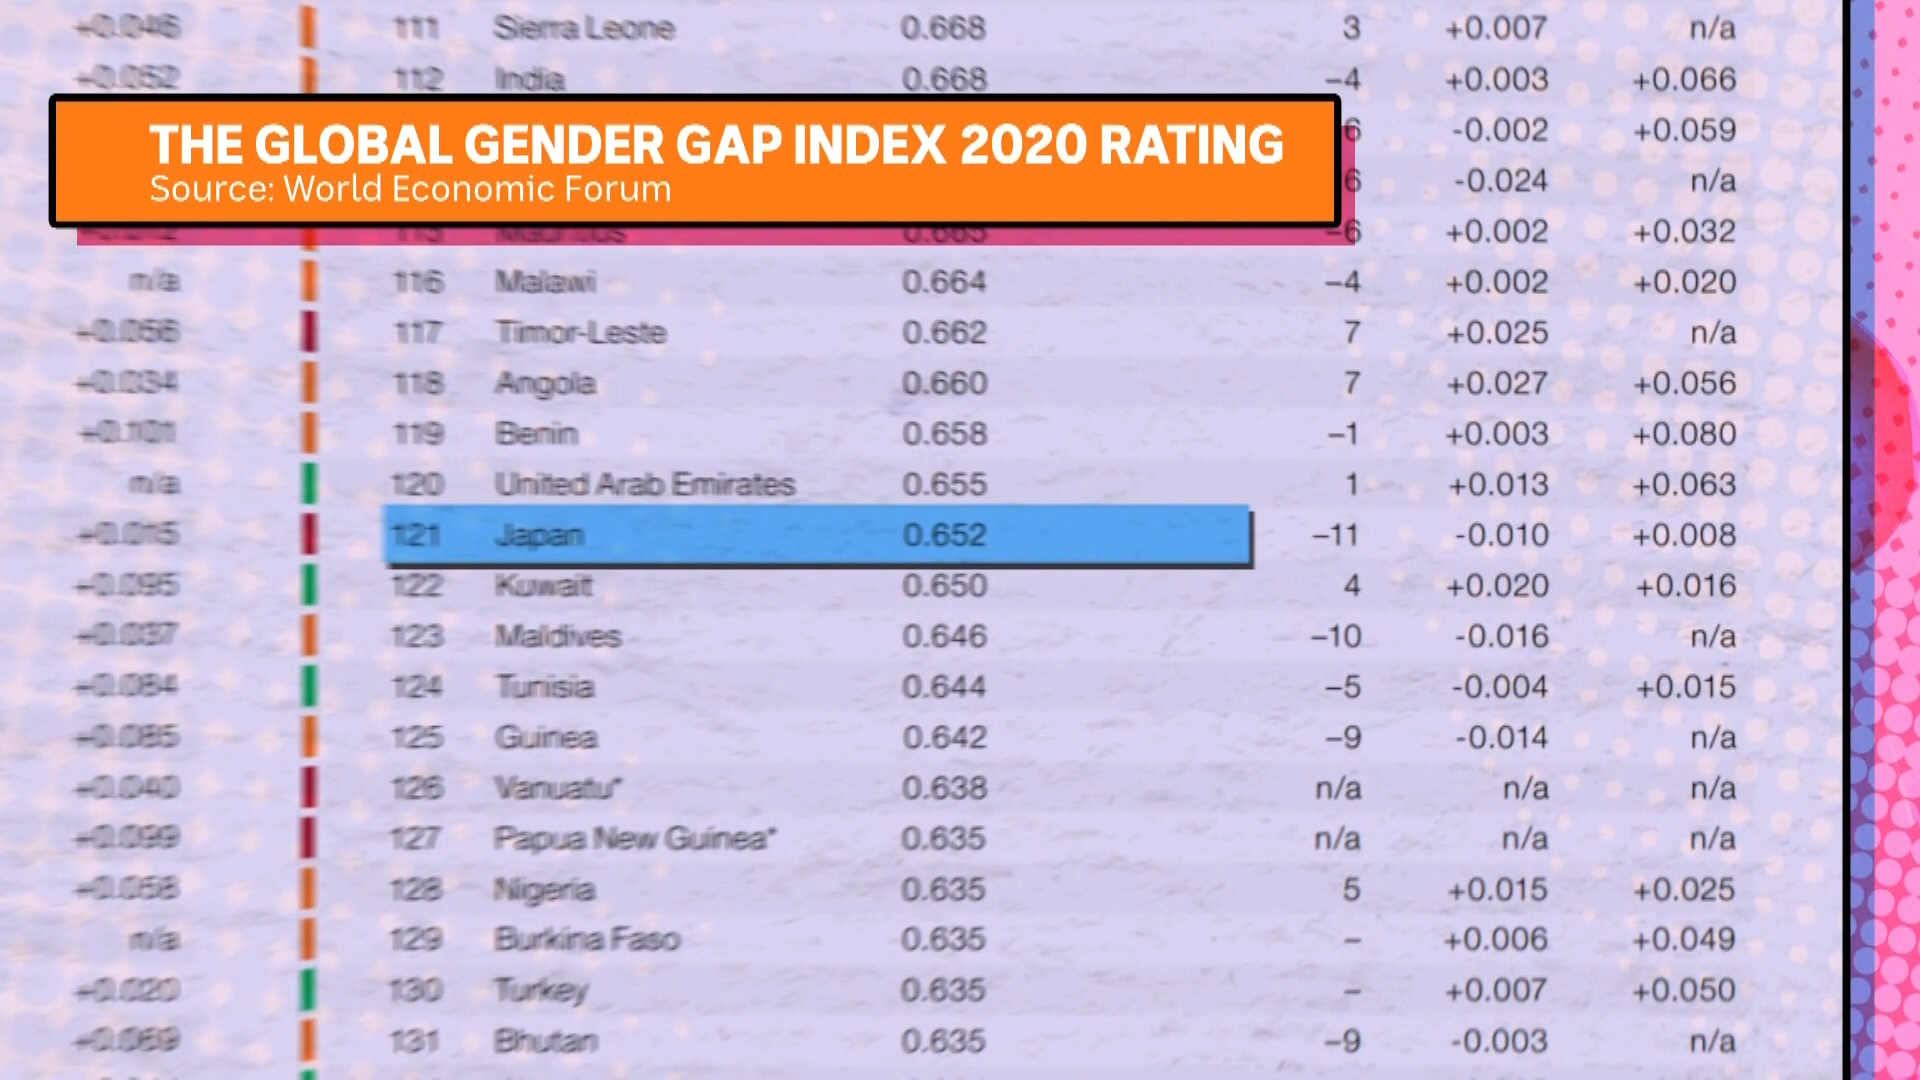 +0.046 111 Sierra Leone 0.668 3 +0.007 n/a
+0.052 112 India 0.668 –4 +0.003 +0.066
THE GLOBAL GENDER GAP INDEX 2020 RATING
Source: World Economic Forum
6 -0.002 +0.059
6 -0.024 n/a
115 Mauritius 0.665 –6 +0.002 +0.032
n/a 116 Malawi 0.664 –4 +0.002 +0.020
+0.056 117 Timor-Leste 0.662 7 +0.025 n/a
+0.034 118 Angola 0.660 7 +0.027 +0.056
+0.101 119 Benin 0.658 –1 +0.003 +0.080
n/a 120 United Arab Emirates 0.655 1 +0.013 +0.063
+0.015 121 Japan 0.652 –11 -0.010 +0.008
+0.095 122 Kuwait 0.650 4 +0.020 +0.016
+0.037 123 Maldives 0.646 –10 -0.016 n/a
+0.084 124 Tunisia 0.644 –5 -0.004 +0.015
+0.085 125 Guinea 0.642 –9 -0.014 n/a
+0.040 126 Vanuatu* 0.638 n/a n/a n/a
+0.099 127 Papua New Guinea* 0.635 n/a n/a n/a
+0.058 128 Nigeria 0.635 5 +0.015 +0.025
n/a 129 Burkina Faso 0.635 – +0.006 +0.049
+0.020 130 Turkey 0.635 – +0.007 +0.050
+0.069 131 Bhutan 0.635 –9 -0.003 n/a